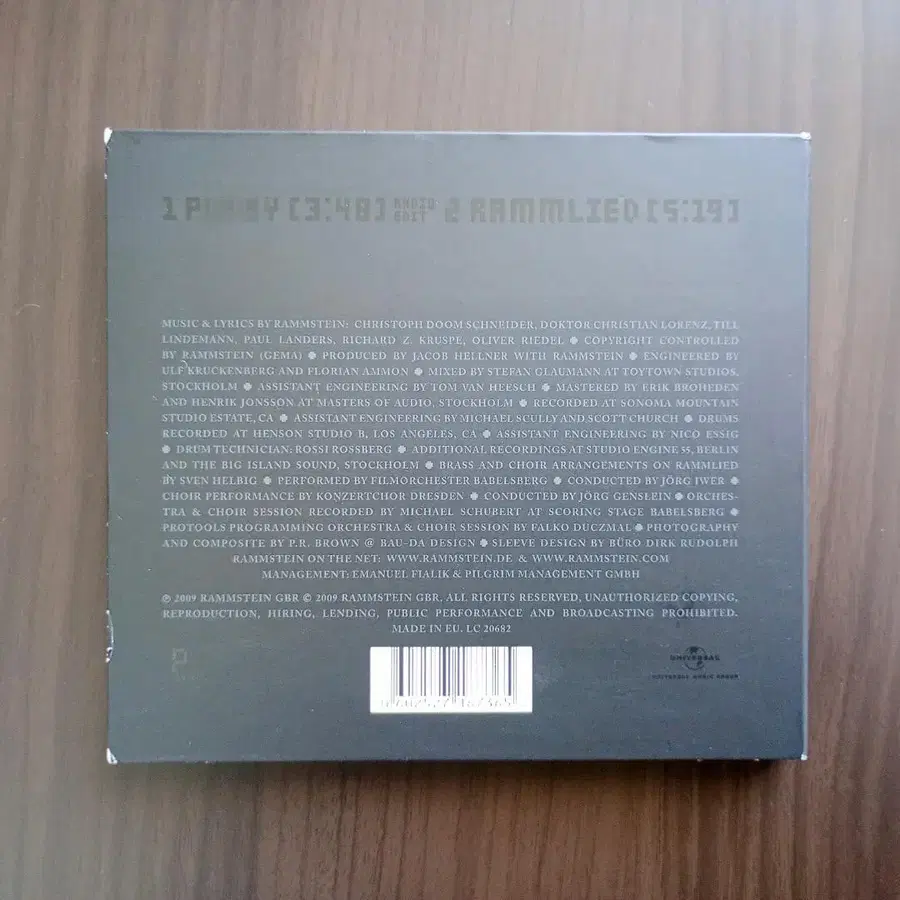 1 PUSSY [3:48] RADIO EDIT 2 RAMMLIED [5:19]
MUSIC & LYRICS BY RAMMSTEIN: CHRISTOPH DOOM SCHNEIDER, DOKTOR CHRISTIAN LORENZ, TILL
LINDEMANN, PAUL LANDERS, RICHARD Z. KRUSPE, OLIVER RIEDEL ● COPYRIGHT CONTROLLED
BY RAMMSTEIN (GEMA) ● PRODUCED BY JACOB HELLNER WITH RAMMSTEIN ● ENGINEERED BY
ULF KRUCKENBERG AND FLORIAN AMMON ● MIXED BY STEFAN GLAUMANN AT TOYTOWN STUDIOS,
STOCKHOLM ● ASSISTANT ENGINEERING BY TOM VAN HEESCH ● MASTERED BY ERIK BROHEDEN
AND HENRIK JONSSON AT MASTERS OF AUDIO, STOCKHOLM ● RECORDED AT SONOMA MOUNTAIN
STUDIO ESTATE, CA ● ASSISTANT ENGINEERING BY MICHAEL SCULLY AND SCOTT CHURCH ● DRUMS
RECORDED AT HENSON STUDIO B, LOS ANGELES, CA ● ASSISTANT ENGINEERING BY NICO ESSIG
● DRUM TECHNICIAN: ROSSI ROSSBERG ● ADDITIONAL RECORDINGS AT STUDIO ENGINE 55, BERLIN
AND THE BIG ISLAND SOUND, STOCKHOLM ● BRASS AND CHOIR ARRANGEMENTS ON RAMMLIED
BY SVEN HELBIG ● PERFORMED BY FILMORCHESTER BABELSBERG ● CONDUCTED BY JÖRG IWER ●
CHOIR PERFORMANCE BY KONZERTCHOR DRESDEN ● CONDUCTED BY JÖRG GENSLEIN ● ORCHES-
TRA & CHOIR SESSION RECORDED BY MICHAEL SCHUBERT AT SCORING STAGE BABELSBERG ●
PROTOOLS PROGRAMMING ORCHESTRA & CHOIR SESSION BY FALKO DUCZMAL ● PHOTOGRAPHY
AND COMPOSITE BY P.R. BROWN @ BAU-DA DESIGN ● SLEEVE DESIGN BY BÜRO DIRK RUDOLPH
RAMMSTEIN ON THE NET: WWW.RAMMSTEIN.DE & WWW.RAMMSTEIN.COM
MANAGEMENT: EMANUEL FIALIK & PILGRIM MANAGEMENT GMBH
℗ 2009 RAMMSTEIN GBR © 2009 RAMMSTEIN GBR, ALL RIGHTS RESERVED, UNAUTHORIZED COPYING,
REPRODUCTION, HIRING, LENDING, PUBLIC PERFORMANCE AND BROADCASTING PROHIBITED.
MADE IN EU. LC 20682
UNIVERSAL
UNIVERSAL MUSIC GROUP